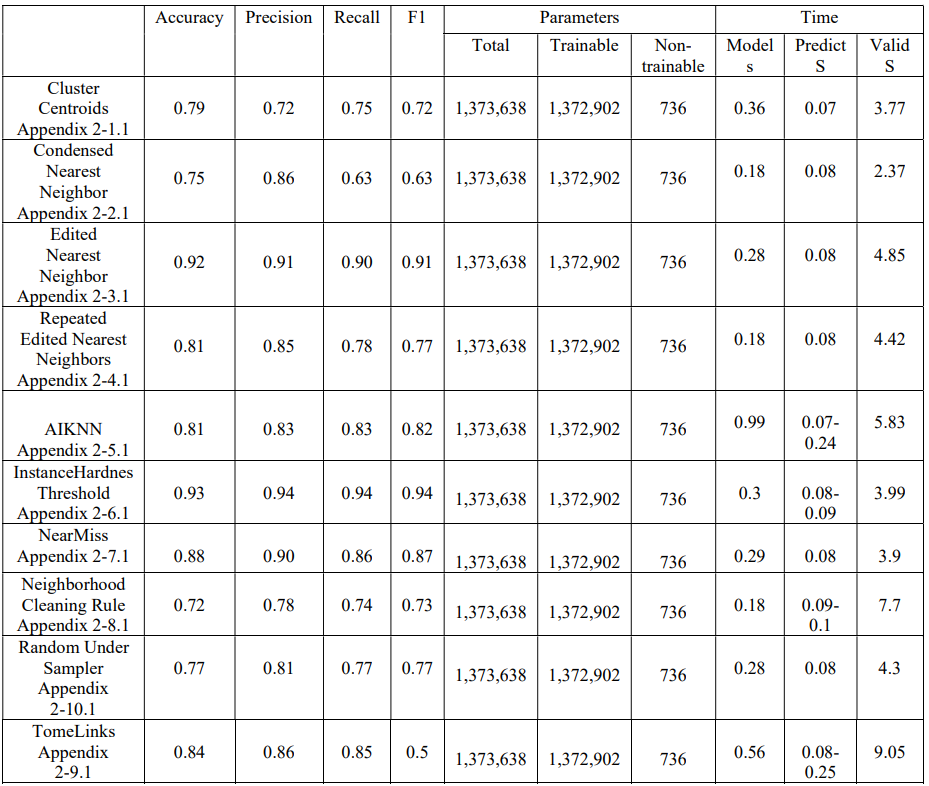 Accuracy Precision Recall F1 Parameters Time
Total Trainable Non-
trainable
Model
s
Predict
S
Valid
S
Cluster
Centroids
Appendix 2-1.1
0.79 0.72 0.75 0.72 1,373,638 1,372,902 736 0.36 0.07 3.77
Condensed
Nearest
Neighbor
Appendix 2-2.1
0.75 0.86 0.63 0.63 1,373,638 1,372,902 736 0.18 0.08 2.37
Edited
Nearest
Neighbor
Appendix 2-3.1
0.92 0.91 0.90 0.91 1,373,638 1,372,902 736 0.28 0.08 4.85
Repeated
Edited Nearest
Neighbors
Appendix 2-4.1
0.81 0.85 0.78 0.77 1,373,638 1,372,902 736 0.18 0.08 4.42
AIKNN
Appendix 2-5.1
0.81 0.83 0.83 0.82 1,373,638 1,372,902 736 0.99 0.07-
0.24
5.83
InstanceHardnes
Threshold
Appendix 2-6.1
0.93 0.94 0.94 0.94 1,373,638 1,372,902 736 0.3 0.08-
0.09
3.99
NearMiss
Appendix 2-7.1
0.88 0.90 0.86 0.87 1,373,638 1,372,902 736 0.29 0.08 3.9
Neighborhood
Cleaning Rule
Appendix 2-8.1
0.72 0.78 0.74 0.73 1,373,638 1,372,902 736 0.18 0.09-
0.1
7.7
Random Under
Sampler
Appendix
2-10.1
0.77 0.81 0.77 0.77 1,373,638 1,372,902 736 0.28 0.08 4.3
TomeLinks
Appendix
2-9.1
0.84 0.86 0.85 0.5 1,373,638 1,372,902 736 0.56 0.08-
0.25
9.05